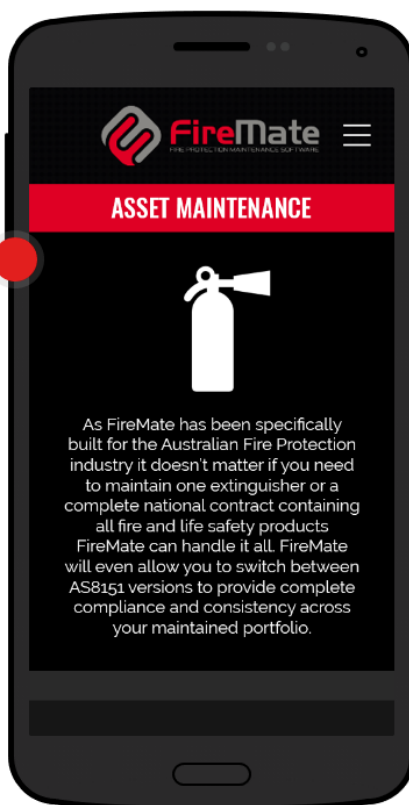 FireMate
FIRE PROTECTION MAINTENANCE SOFTWARE
ASSET MAINTENANCE
As FireMate has been specifically
built for the Australian Fire Protection
industry it doesn't matter if you need
to maintain one extinguisher or a
complete national contract containing
all fire and life safety products
FireMate can handle it all. FireMate
will even allow you to switch between
AS8151 versions to provide complete
compliance and consistency across
your maintained portfolio.